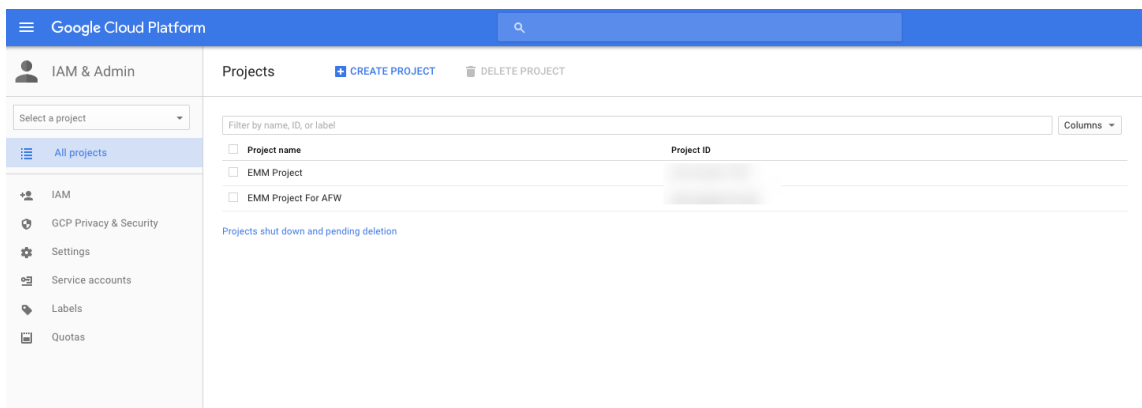 Google Cloud Platform
IAM & Admin
Projects
CREATE PROJECT
DELETE PROJECT
Select a project
All projects
IAM
GCP Privacy & Security
Settings
Service accounts
Labels
Quotas
Filter by name, ID, or label
Columns
Project name
Project ID
EMM Project
EMM Project For AFW
Projects shut down and pending deletion